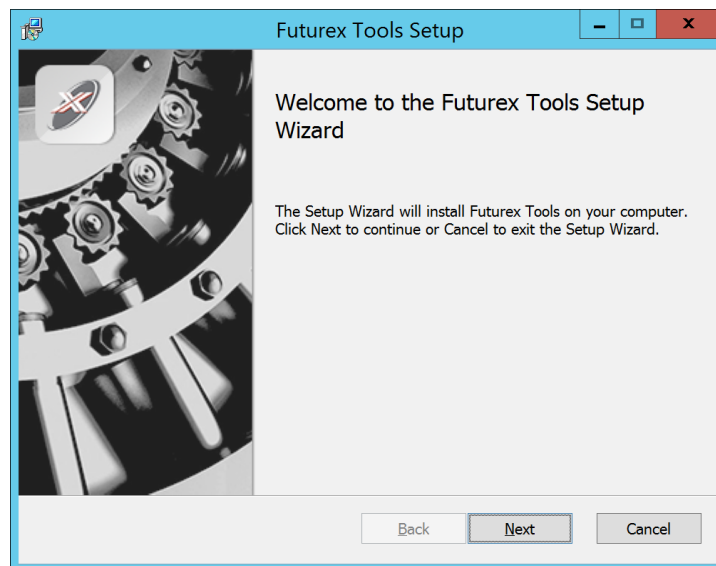 Futurex Tools Setup
Welcome to the Futurex Tools Setup
Wizard
The Setup Wizard will install Futurex Tools on your computer.
Click Next to continue or Cancel to exit the Setup Wizard.
Back
Next
Cancel